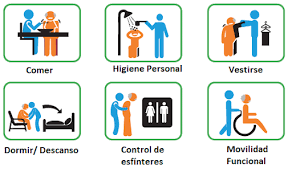 Comer
Higiene Personal
Vestirse
Dormir/ Descanso
Control de
esfínteres
Movilidad
Funcional